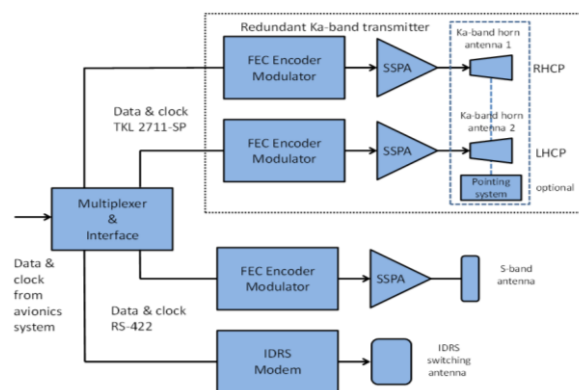 Redundant Ka-band transmitter
Ka-band horn
antenna 1
FEC Encoder
Modulator
SSPA
RHCP
Data & clock
TKL 2711-SP
Ka-band horn
antenna 2
FEC Encoder
Modulator
SSPA
LHCP
Pointing
system
optional
Multiplexer
&
Interface
Data &
clock
from
avionics
system
FEC Encoder
Modulator
SSPA
S-band
antenna
Data & clock
RS-422
IDRS
Modem
IDRS
switching
antenna